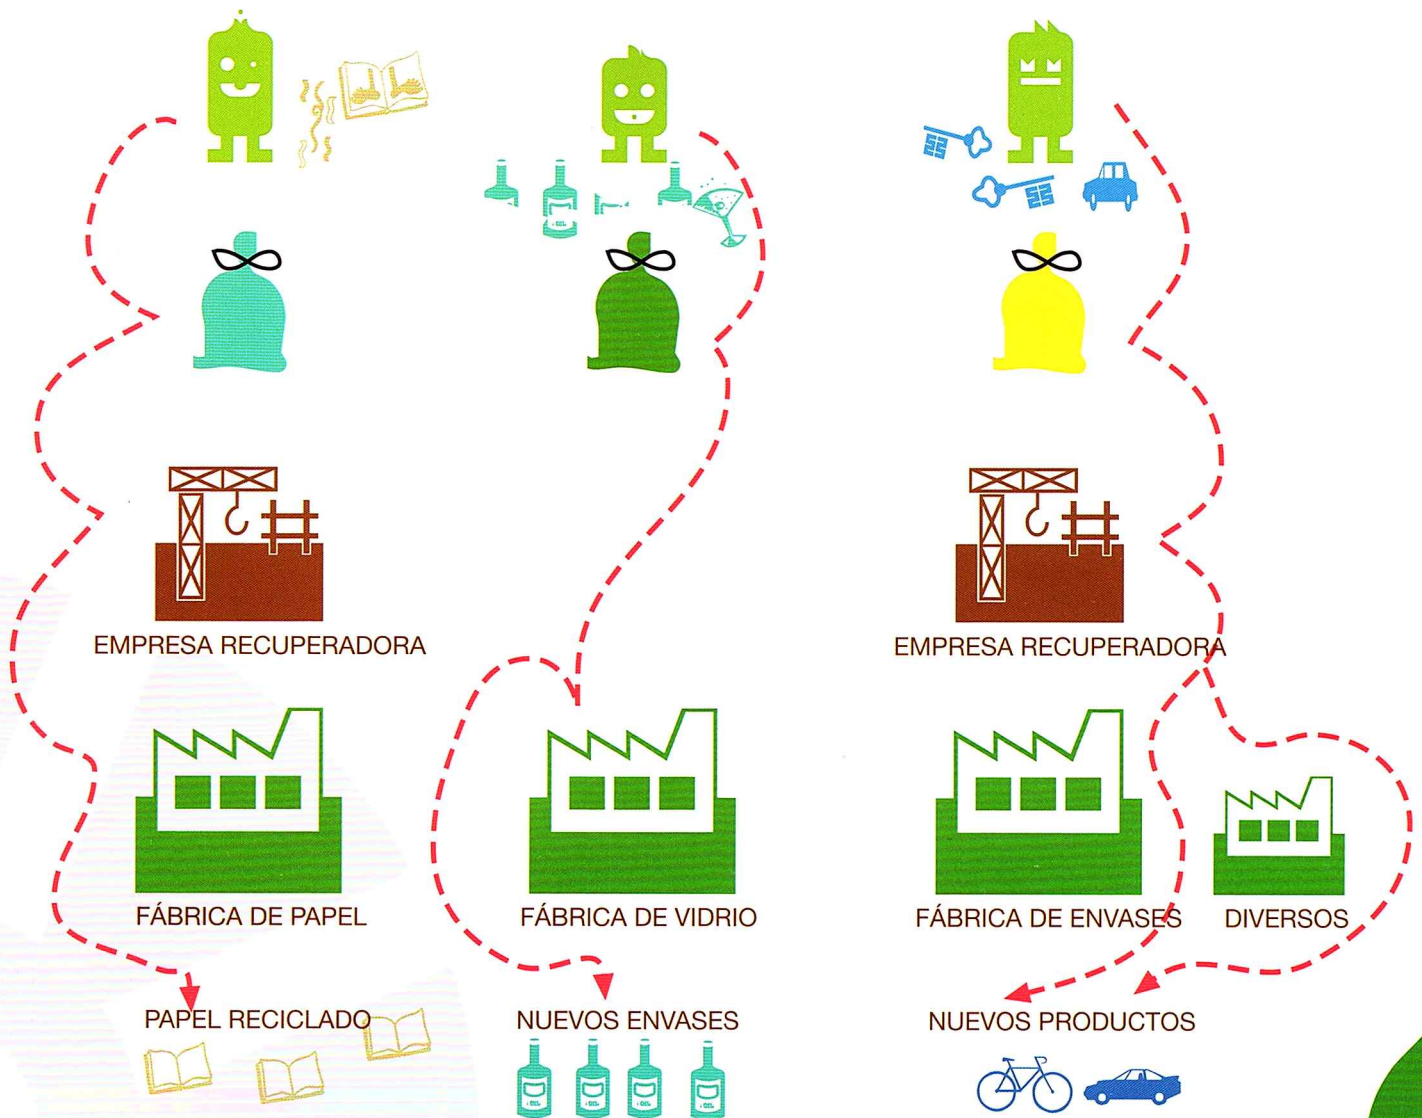 EMPRESA RECUPERADORA
EMPRESA RECUPERADORA
FÁBRICA DE PAPEL
FÁBRICA DE VIDRIO
FÁBRICA DE ENVASES
DIVERSOS
PAPEL RECICLADO
NUEVOS ENVASES
NUEVOS PRODUCTOS